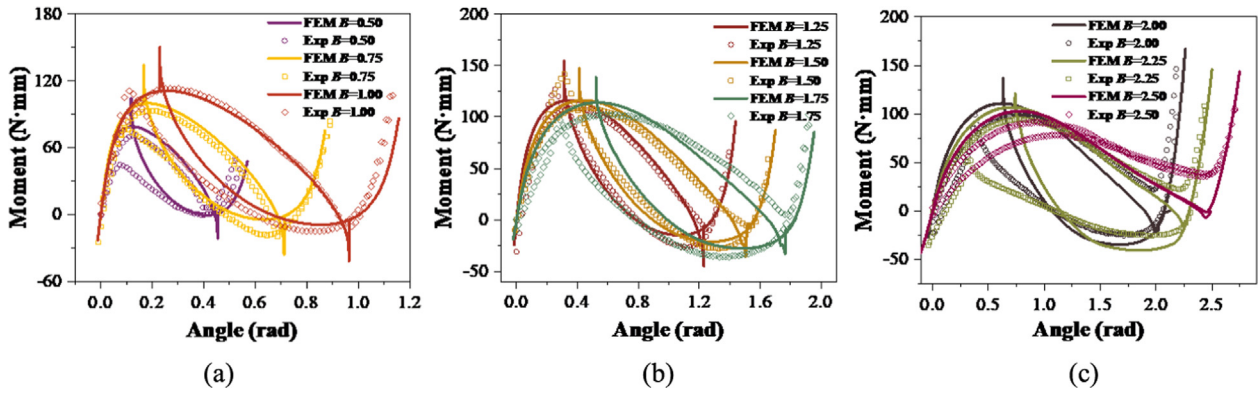 180
120
60
0
-60
0.0 0.2 0.4 0.6 0.8 1.0 1.2
Moment (N·mm)
Angle (rad)
FEM B=0.50
Exp B=0.50
FEM B=0.75
Exp B=0.75
FEM B=1.00
Exp B=1.00
(a)
200
150
100
50
0
-50
0.0 0.4 0.8 1.2 1.6 2.0
Moment (N·mm)
Angle (rad)
FEM B=1.25
Exp B=1.25
FEM B=1.50
Exp B=1.50
FEM B=1.75
Exp B=1.75
(b)
200
150
100
50
0
-50
0.0 0.5 1.0 1.5 2.0 2.5
Moment (N·mm)
Angle (rad)
FEM B=2.00
Exp B=2.00
FEM B=2.25
Exp B=2.25
FEM B=2.50
Exp B=2.50
(c)